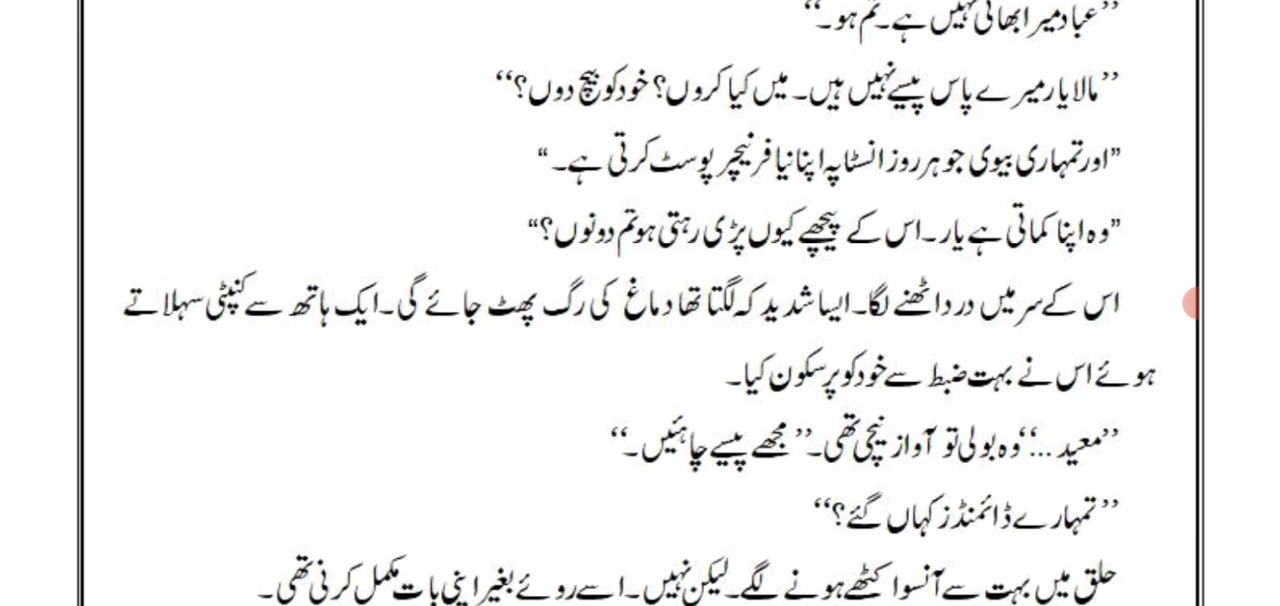 ’’عباد میرا بھائی نہیں ہے۔ تم ہو۔‘‘
’’مالا یار میرے پاس پیسے نہیں ہیں۔ میں کیا کروں؟ خود کو بیچ دوں؟‘‘
”اور تمہاری بیوی جو ہر روز انسٹا پہ اپنا نیا فرنیچر پوسٹ کرتی ہے۔“
”وہ اپنا کماتی ہے یار۔ اس کے پیچھے کیوں پڑی رہتی ہو تم دونوں؟“
اس کے سر میں درد اٹھنے لگا۔ ایسا شدید کہ لگتا تھا دماغ کی رگ پھٹ جائے گی۔ ایک ہاتھ سے کنپٹی سہلاتے
ہوئے اس نے بہت ضبط سے خود کو پرسکون کیا۔
’’معید ...‘‘ وہ بولی تو آواز نیچی تھی۔ ’’مجھے پیسے چاہئیں۔‘‘
’’تمہارے ڈائمنڈز کہاں گئے؟‘‘
حلق میں بہت سے آنسو اکٹھے ہونے لگے۔ لیکن نہیں۔ اسے روئے بغیر اپنی بات مکمل کرنی تھی۔